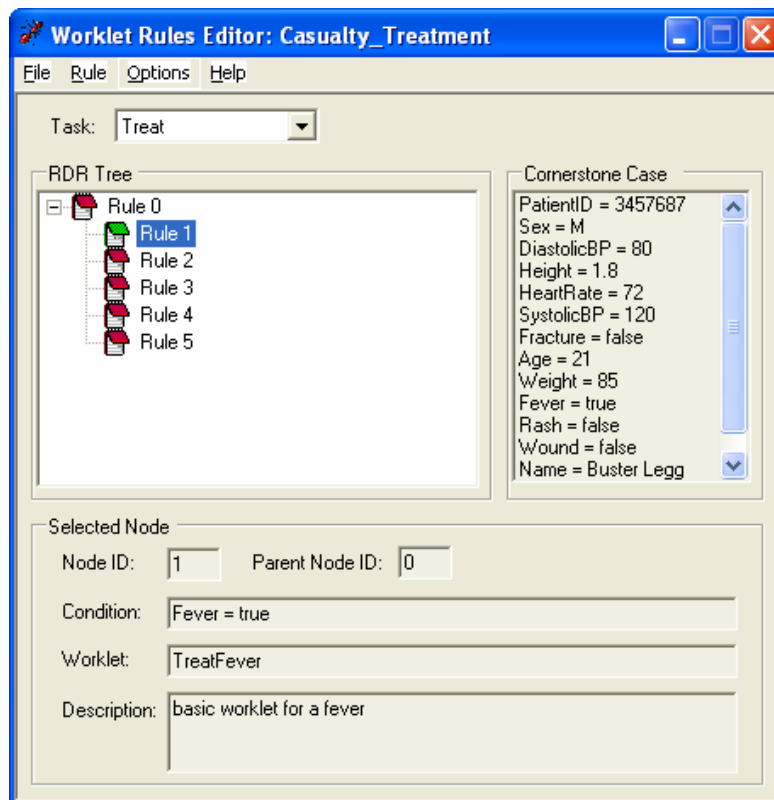 Worklet Rules Editor: Casualty_Treatment
File Rule Options Help
Task: Treat
RDR Tree
Rule 0
Rule 1
Rule 2
Rule 3
Rule 4
Rule 5
Cornerstone Case
PatientID = 3457687
Sex = M
DiastolicBP = 80
Height = 1.8
HeartRate = 72
SystolicBP = 120
Fracture = false
Age = 21
Weight = 85
Fever = true
Rash = false
Wound = false
Name = Buster Legg
Selected Node
Node ID: 1 Parent Node ID: 0
Condition: Fever = true
Worklet: TreatFever
Description: basic worklet for a fever